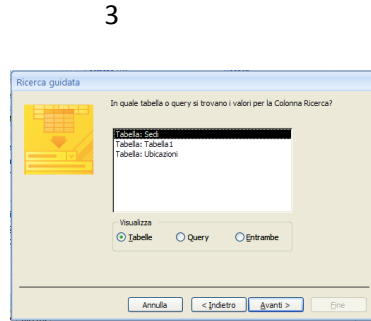 3
Ricerca guidata
In quale tabella o query si trovano i valori per la Colonna Ricerca?
Tabella: Sedi
Tabella: Tabella1
Tabella: Ubicazioni
Visualizza
Tabelle Query Entrambe
Annulla < Indietro Avanti > Fine